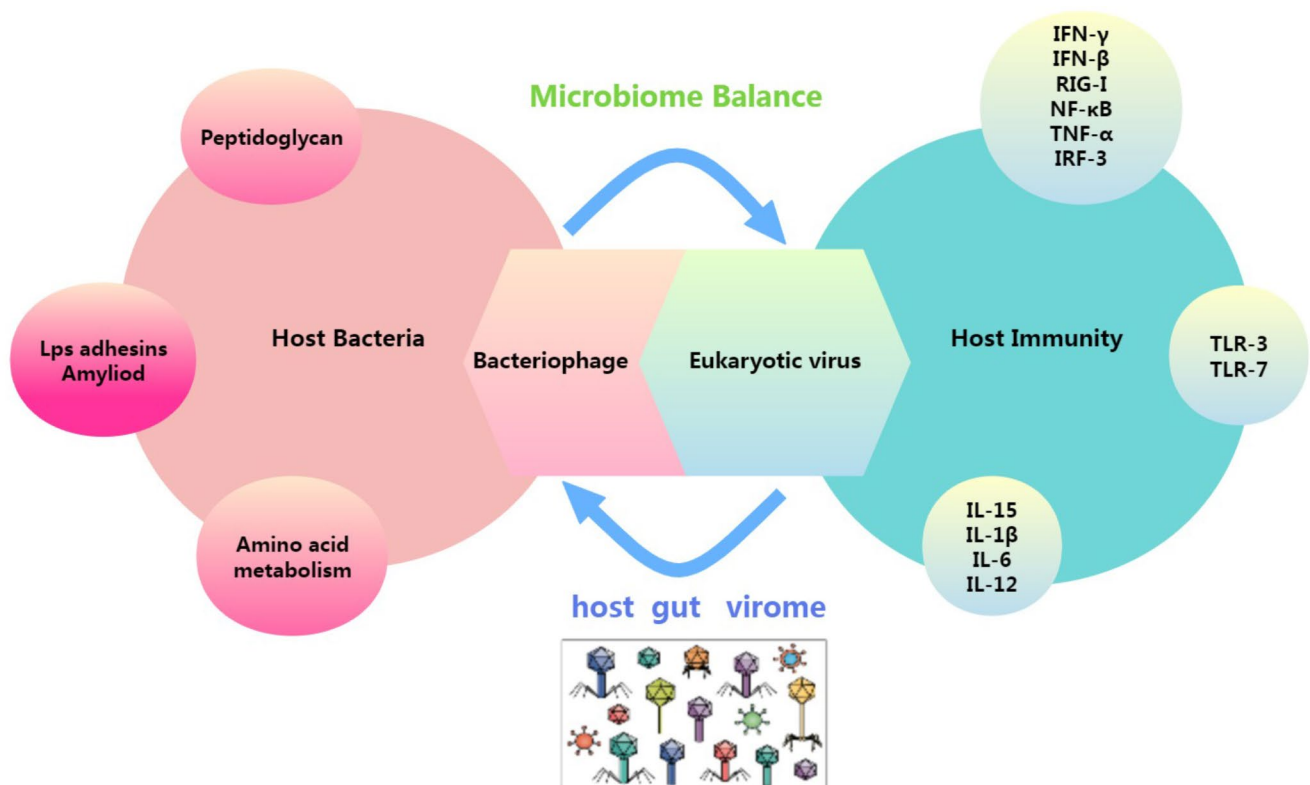 Microbiome Balance
Peptidoglycan
Lps adhesins
Amyliod
Amino acid
metabolism
Host Bacteria
Bacteriophage
Eukaryotic virus
Host Immunity
IFN-γ
IFN-β
RIG-I
NF-κB
TNF-α
IRF-3
TLR-3
TLR-7
IL-15
IL-1β
IL-6
IL-12
host gut virome